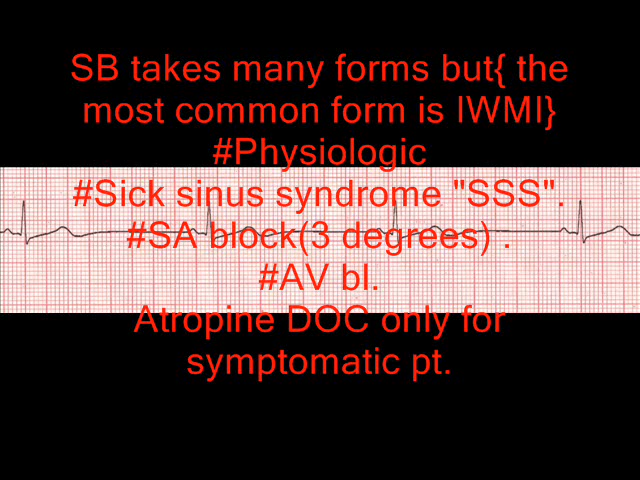 SB takes many forms but{ the
most common form is IWMI}
#Physiologic
#Sick sinus syndrome "SSS".
#SA block(3 degrees) .
#AV bl.
Atropine DOC only for
symptomatic pt.